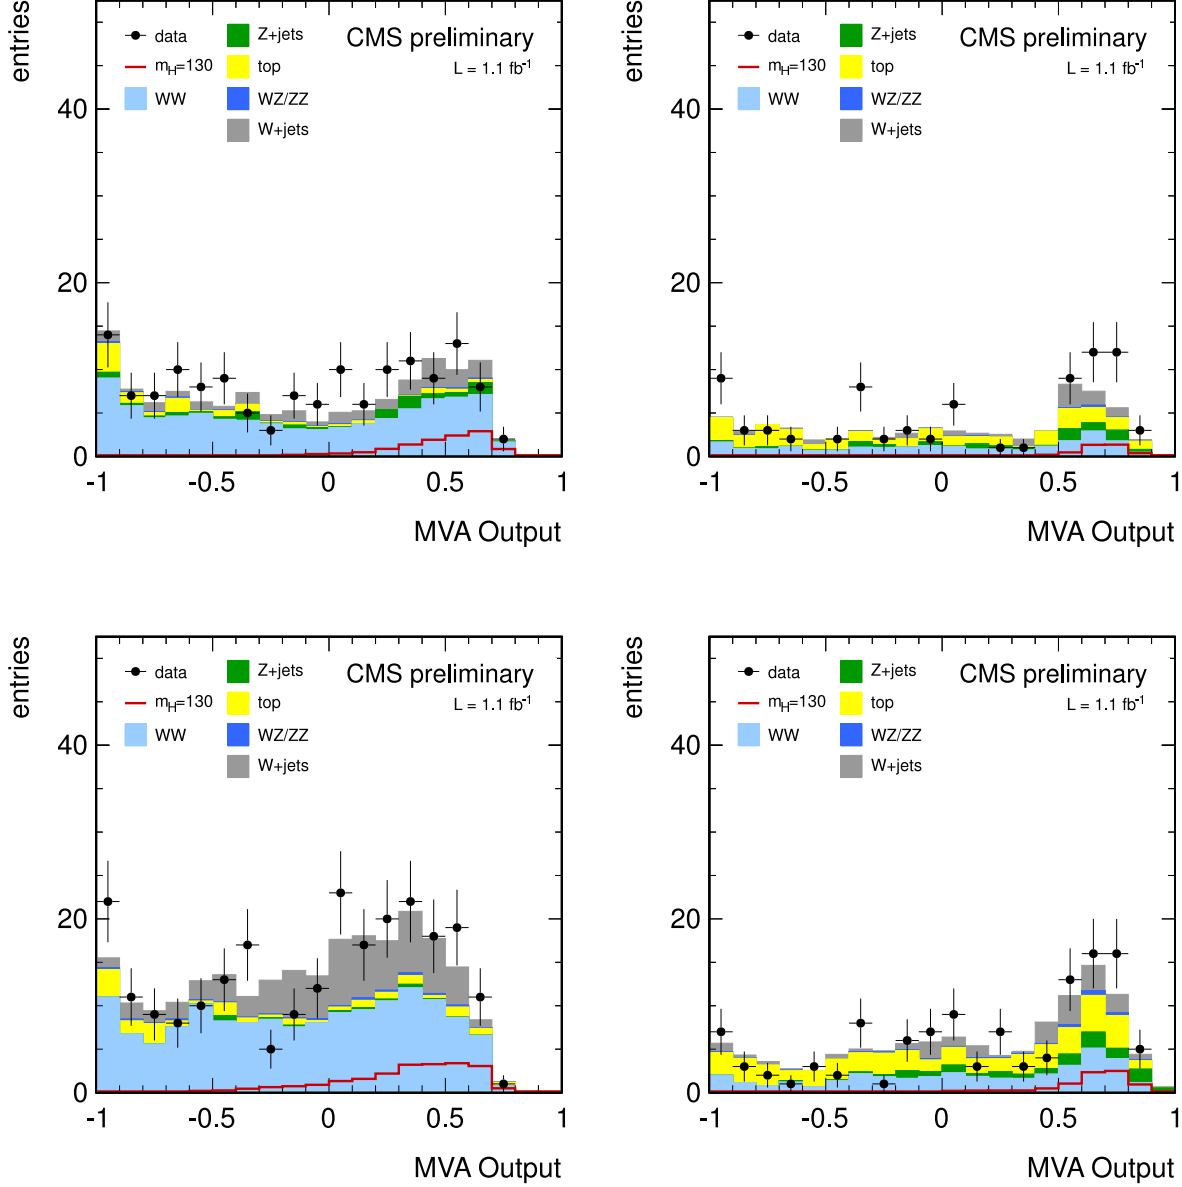 entries
data
Z+jets
CMS preliminary
m_H=130
top
L = 1.1 fb⁻¹
WW
WZ/ZZ
W+jets
40
20
0
-1 -0.5 0 0.5 1
MVA Output
entries
data
Z+jets
CMS preliminary
m_H=130
top
L = 1.1 fb⁻¹
WW
WZ/ZZ
W+jets
40
20
0
-1 -0.5 0 0.5 1
MVA Output
entries
data
Z+jets
CMS preliminary
m_H=130
top
L = 1.1 fb⁻¹
WW
WZ/ZZ
W+jets
40
20
0
-1 -0.5 0 0.5 1
MVA Output
entries
data
Z+jets
CMS preliminary
m_H=130
top
L = 1.1 fb⁻¹
WW
WZ/ZZ
W+jets
40
20
0
-1 -0.5 0 0.5 1
MVA Output